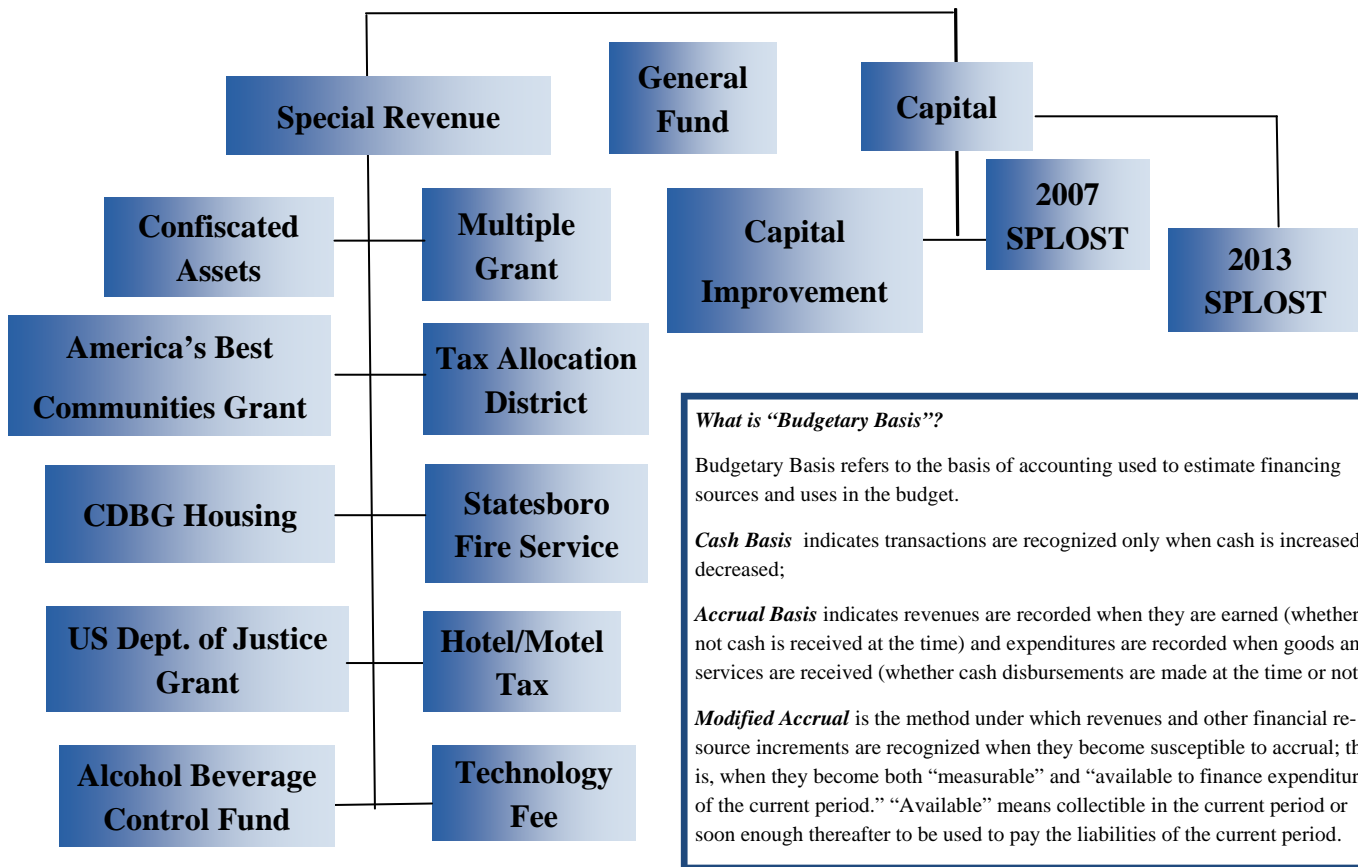 Special Revenue
General
Fund
Capital
Confiscated
Assets
Multiple
Grant
Capital
Improvement
2007
SPLOST
2013
SPLOST
America's Best
Communities Grant
Tax Allocation
District
CDBG Housing
Statesboro
Fire Service
US Dept. of Justice
Grant
Hotel/Motel
Tax
Alcohol Beverage
Control Fund
Technology
Fee
What is “Budgetary Basis”?
Budgetary Basis refers to the basis of accounting used to estimate financing
sources and uses in the budget.
Cash Basis indicates transactions are recognized only when cash is increased
decreased;
Accrual Basis indicates revenues are recorded when they are earned (whether
not cash is received at the time) and expenditures are recorded when goods an
services are received (whether cash disbursements are made at the time or not
Modified Accrual is the method under which revenues and other financial re-
source increments are recognized when they become susceptible to accrual; th
is, when they become both “measurable” and “available to finance expenditur
of the current period.” “Available” means collectible in the current period or
soon enough thereafter to be used to pay the liabilities of the current period.